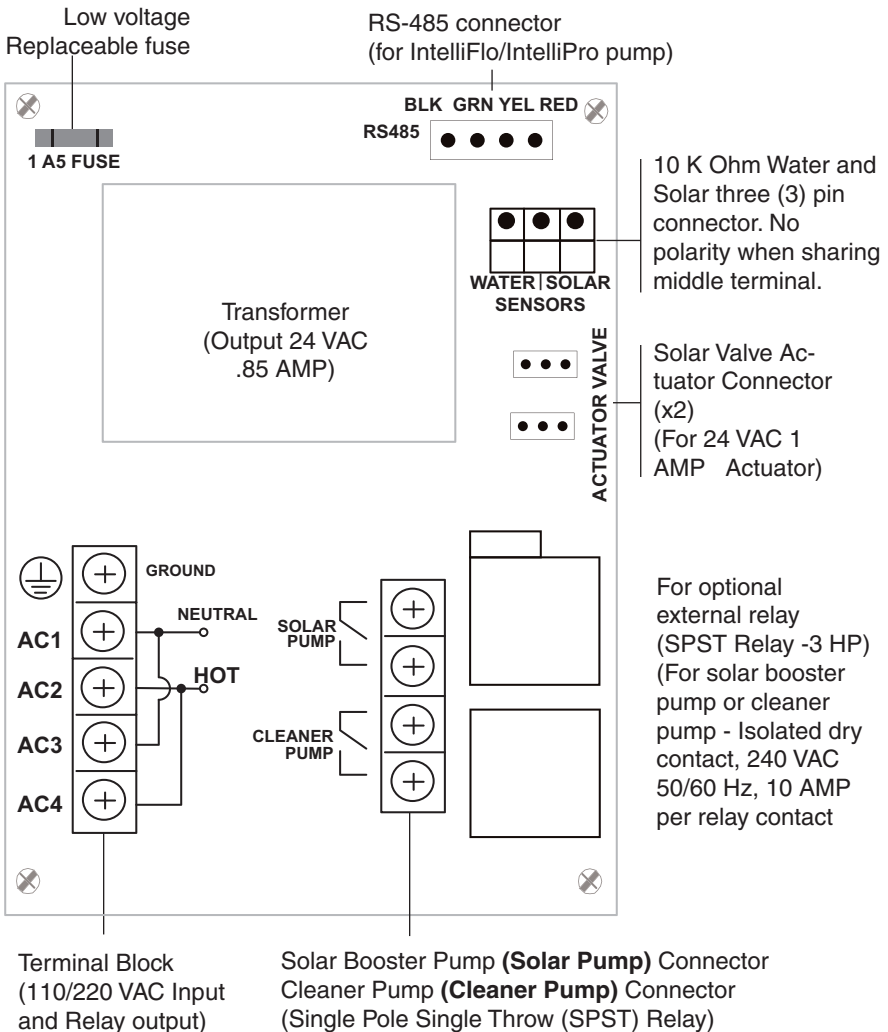 Low voltage
Replaceable fuse
RS-485 connector
(for IntelliFlo/IntelliPro pump)
BLK GRN YEL RED
RS485
1 A5 FUSE
10 K Ohm Water and
Solar three (3) pin
connector. No
polarity when sharing
middle terminal.
WATER | SOLAR
SENSORS
Transformer
(Output 24 VAC
.85 AMP)
ACTUATOR VALVE
Solar Valve Ac-
tuator Connector
(x2)
(For 24 VAC 1
AMP Actuator)
GROUND
AC1
NEUTRAL
AC2
HOT
AC3
AC4
SOLAR
PUMP
CLEANER
PUMP
For optional
external relay
(SPST Relay -3 HP)
(For solar booster
pump or cleaner
pump - Isolated dry
contact, 240 VAC
50/60 Hz, 10 AMP
per relay contact
Terminal Block
(110/220 VAC Input
and Relay output)
Solar Booster Pump (Solar Pump) Connector
Cleaner Pump (Cleaner Pump) Connector
(Single Pole Single Throw (SPST) Relay)